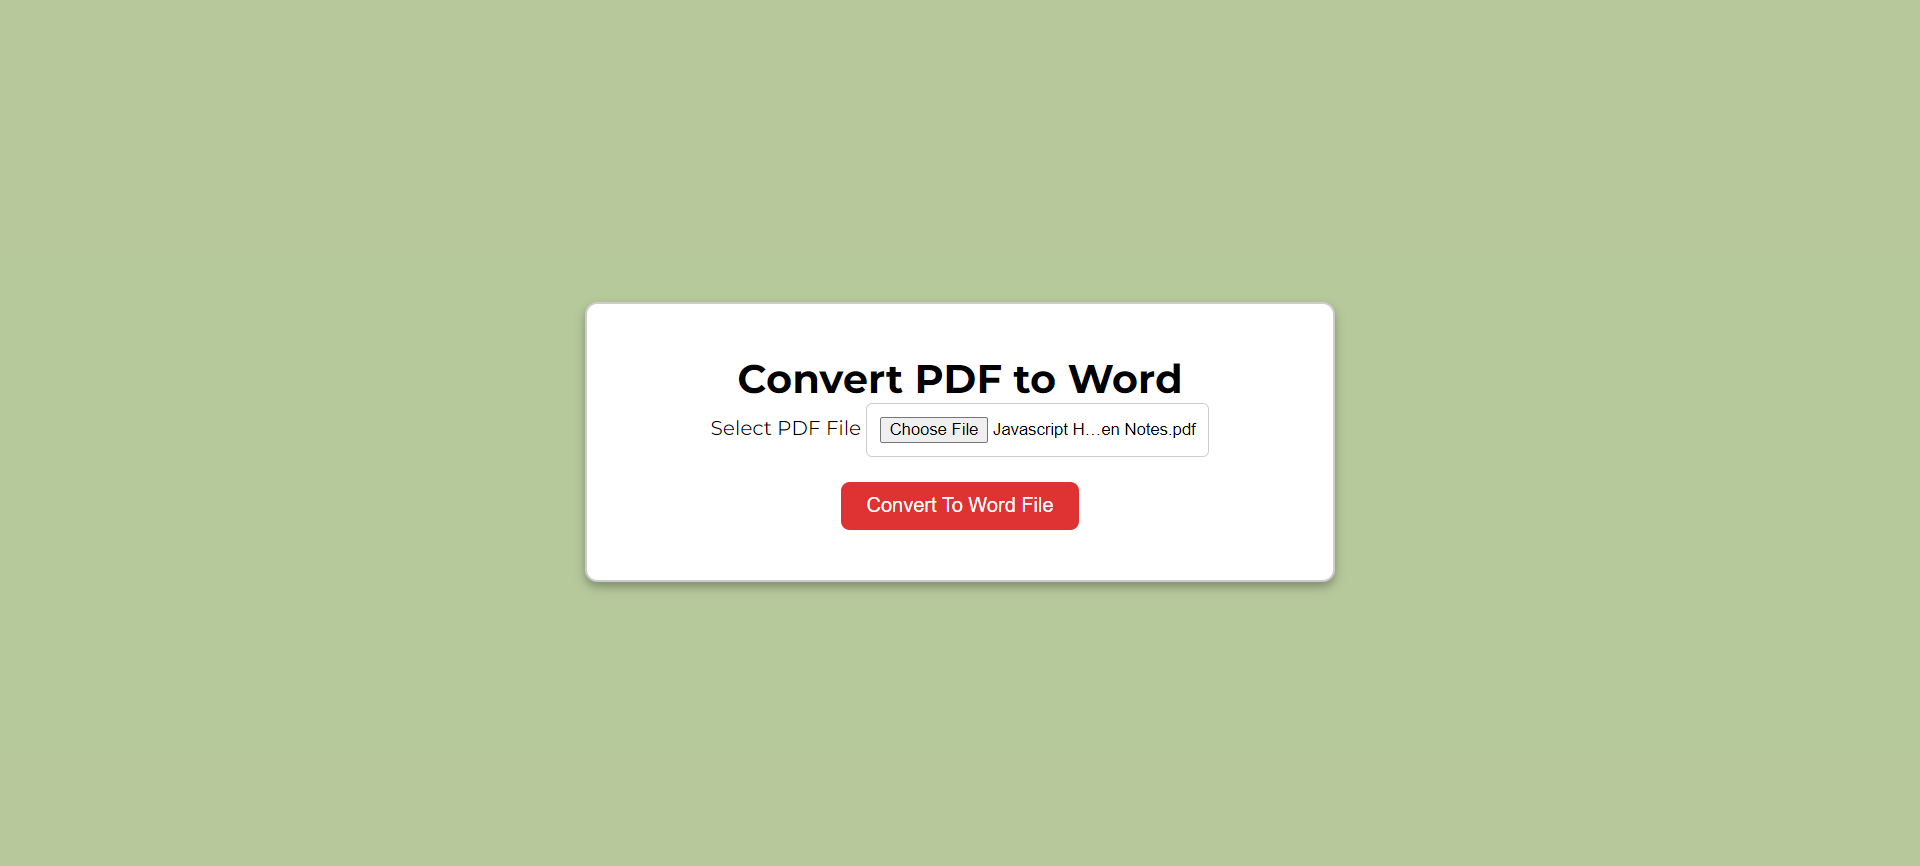 Convert PDF to Word
Select PDF File Choose File Javascript H...en Notes.pdf
Convert To Word File